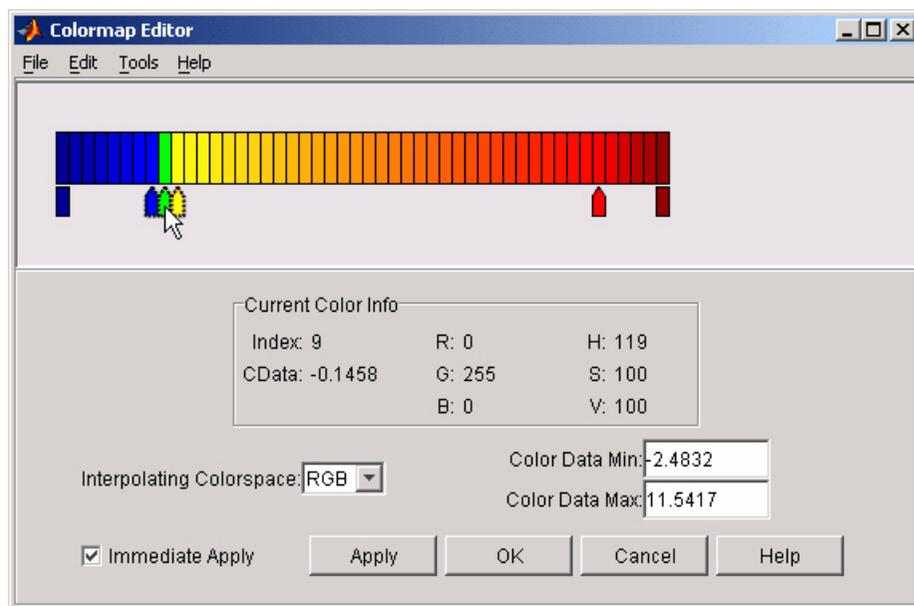 Colormap Editor
File Edit Tools Help
Current Color Info
Index: 9 R: 0 H: 119
CData: -0.1458 G: 255 S: 100
B: 0 V: 100
Interpolating Colorspace: RGB
Color Data Min: -2.4832
Color Data Max: 11.5417
Immediate Apply Apply OK Cancel Help